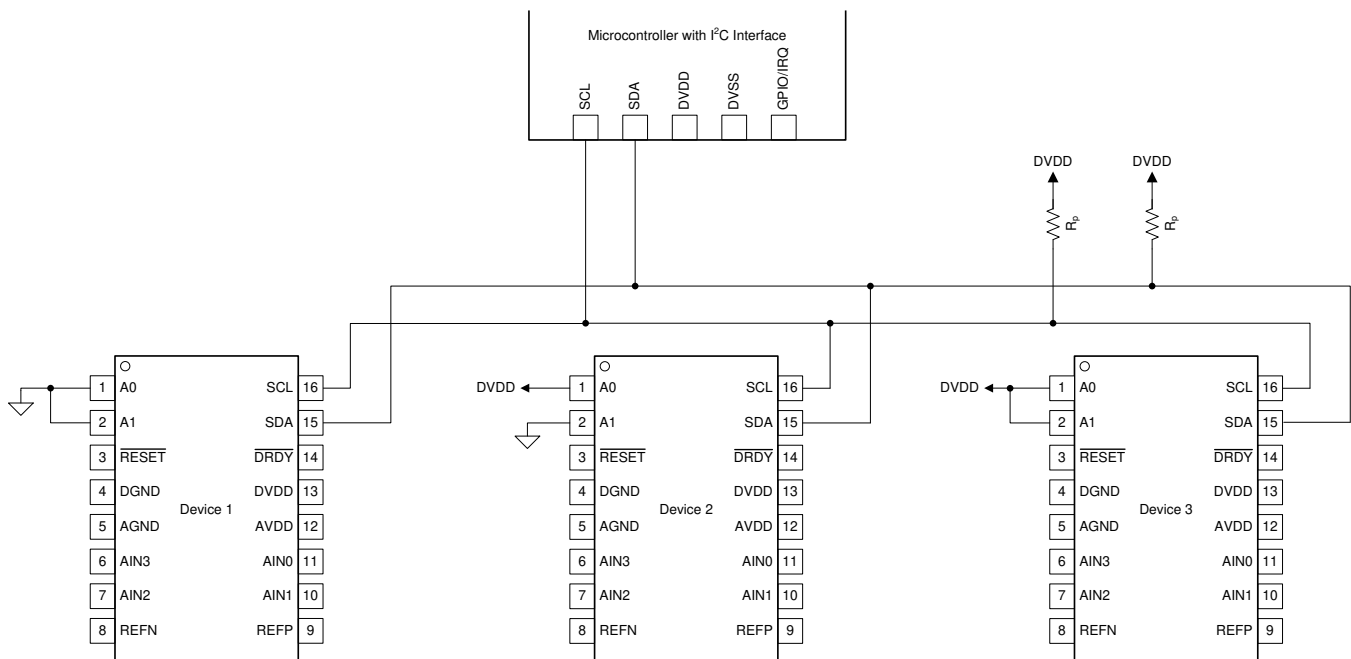 Microcontroller with I²C Interface
SCL
SDA
DVDD
DVSS
GPIO/IRQ
DVDD
DVDD
Rp
Rp
1 A0 SCL 16
2 A1 SDA 15
3 RESET DRDY 14
4 DGND DVDD 13
Device 1
5 AGND AVDD 12
6 AIN3 AIN0 11
7 AIN2 AIN1 10
8 REFN REFP 9
DVDD 1 A0 SCL 16
2 A1 SDA 15
3 RESET DRDY 14
4 DGND DVDD 13
Device 2
5 AGND AVDD 12
6 AIN3 AIN0 11
7 AIN2 AIN1 10
8 REFN REFP 9
DVDD 1 A0 SCL 16
2 A1 SDA 15
3 RESET DRDY 14
4 DGND DVDD 13
Device 3
5 AGND AVDD 12
6 AIN3 AIN0 11
7 AIN2 AIN1 10
8 REFN REFP 9